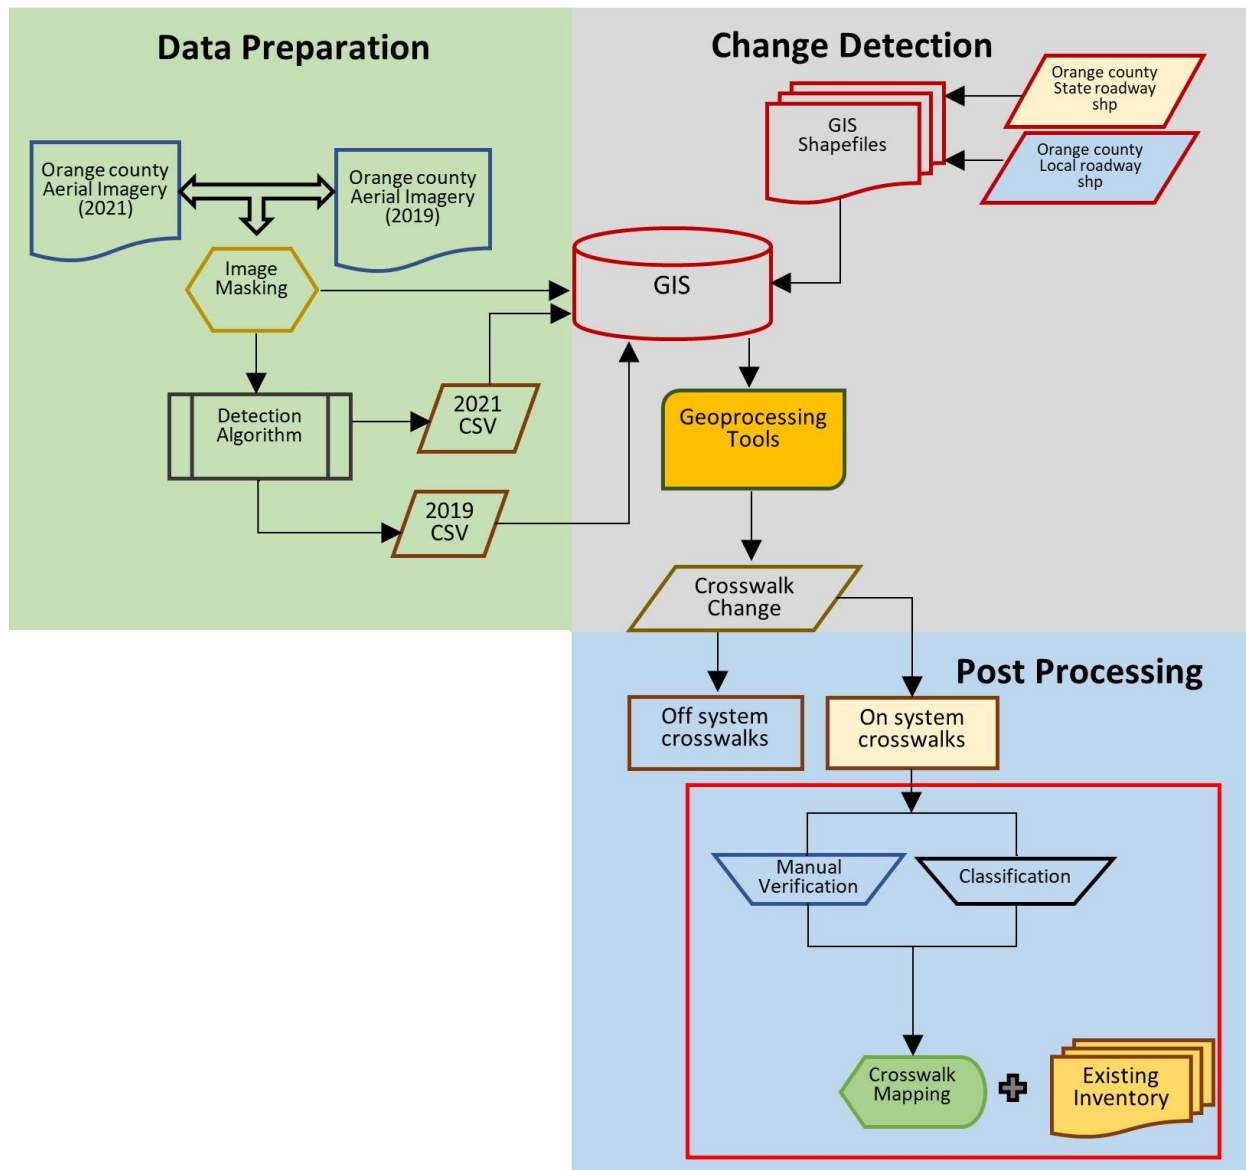 Data Preparation
Change Detection
Orange county
State roadway
shp
GIS
Shapefiles
Orange county
Local roadway
shp
Orange county
Aerial Imagery
(2021)
Orange county
Aerial Imagery
(2019)
Image
Masking
GIS
Detection
Algorithm
2021
CSV
Geoprocessing
Tools
2019
CSV
Crosswalk
Change
Post Processing
Off system
crosswalks
On system
crosswalks
Manual
Verification
Classification
Crosswalk
Mapping
Existing
Inventory